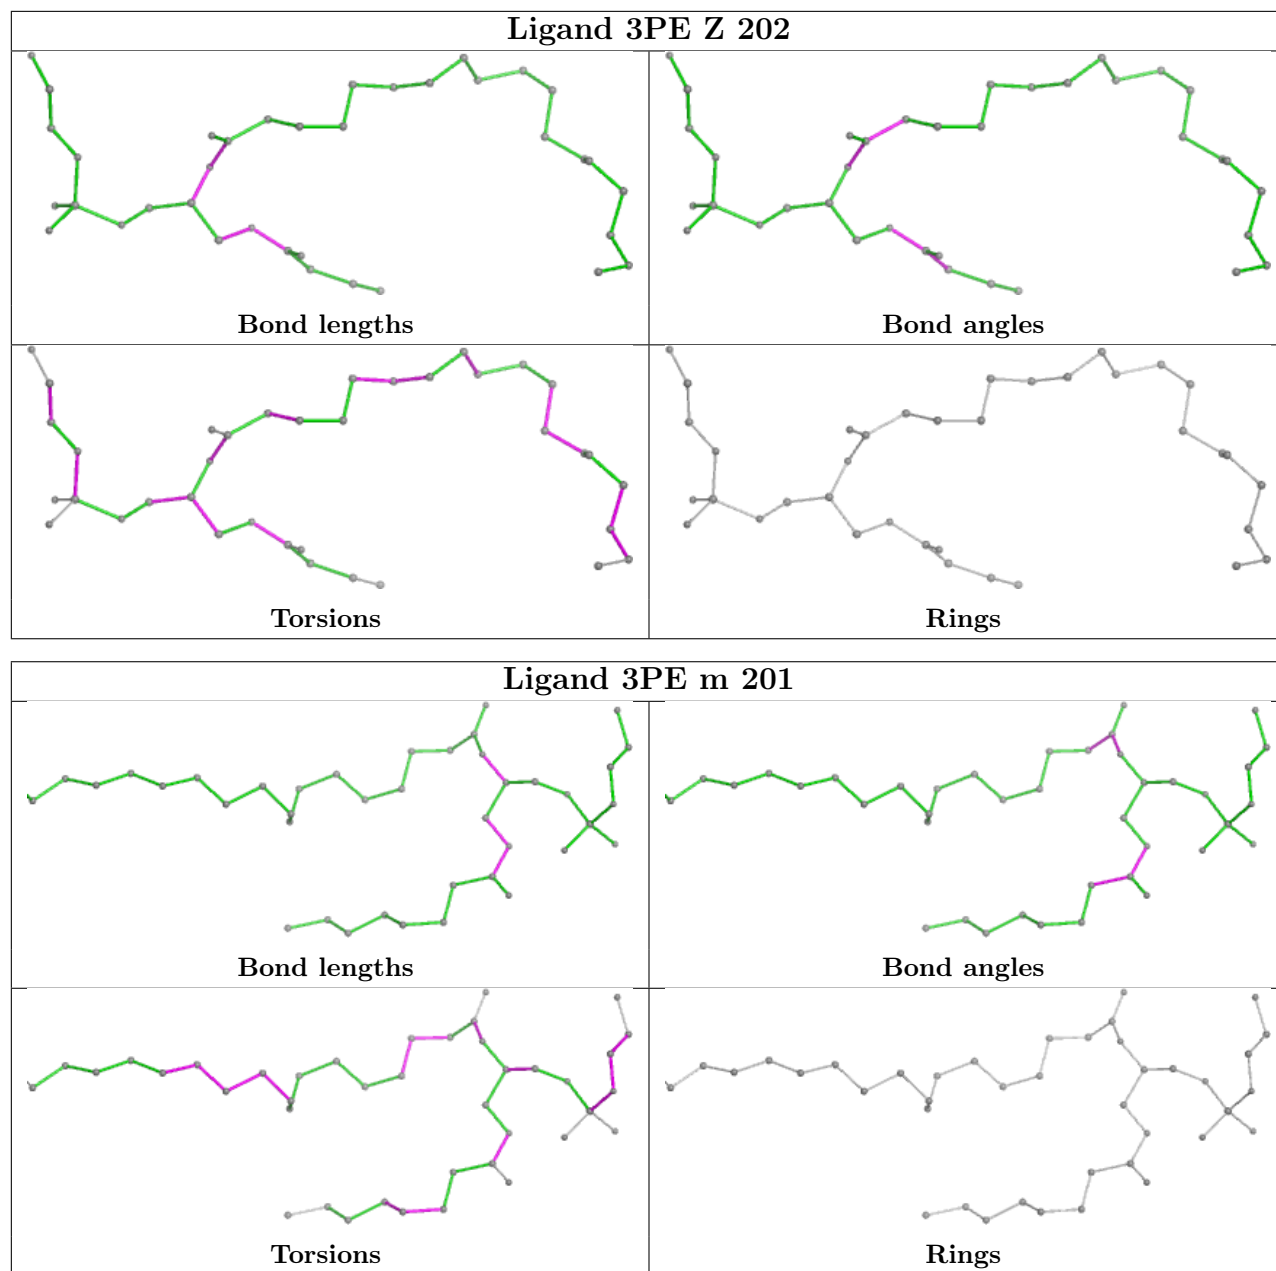 Ligand 3PE Z 202
Bond lengths
Bond angles
Torsions
Rings
Ligand 3PE m 201
Bond lengths
Bond angles
Torsions
Rings